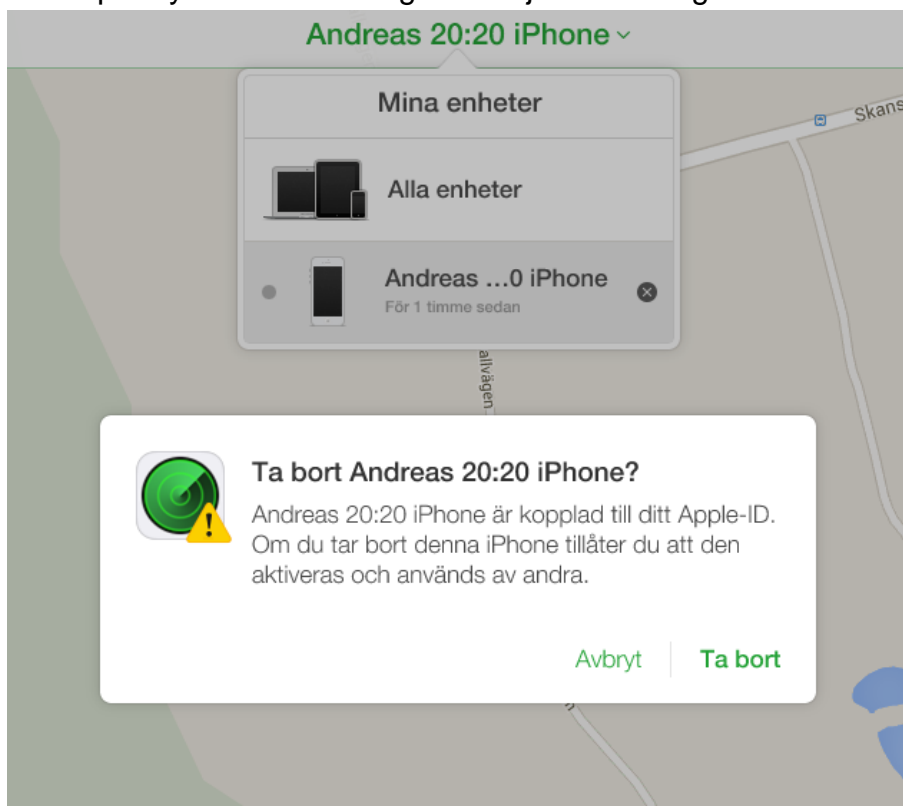 Andreas 20:20 iPhone
Mina enheter
Skans
Alla enheter
Andreas ...0 iPhone
För 1 timme sedan
allvägen
Ta bort Andreas 20:20 iPhone?
Andreas 20:20 iPhone är kopplad till ditt Apple-ID.
Om du tar bort denna iPhone tillåter du att den
aktiveras och används av andra.
Avbryt
Ta bort